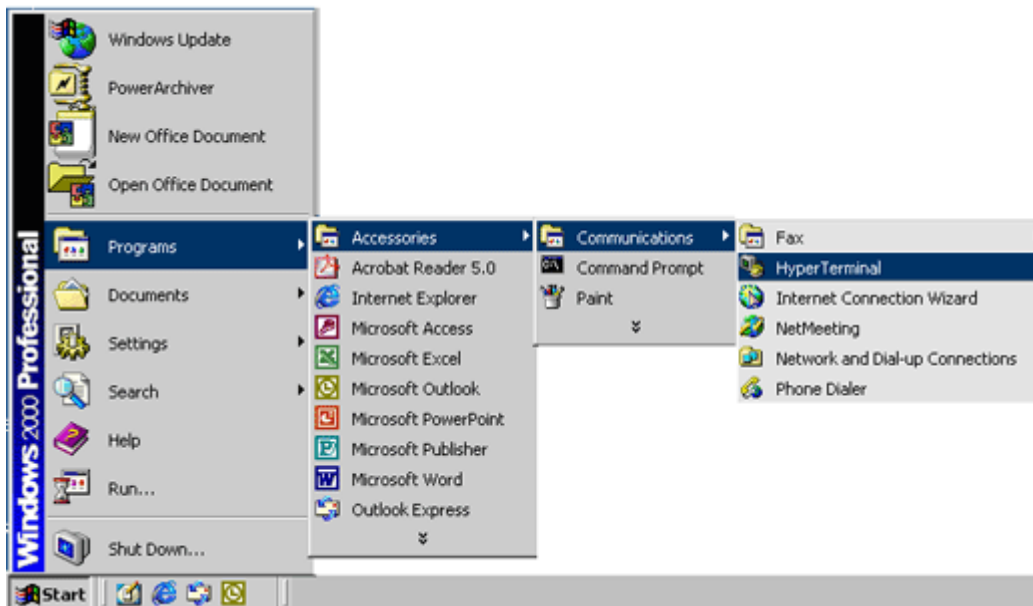 Windows 2000 Professional
Windows Update
PowerArchiver
New Office Document
Open Office Document
Programs
Documents
Settings
Search
Help
Run...
Shut Down...
Accessories
Acrobat Reader 5.0
Internet Explorer
Microsoft Access
Microsoft Excel
Microsoft Outlook
Microsoft PowerPoint
Microsoft Publisher
Microsoft Word
Outlook Express
Communications
Command Prompt
Paint
Fax
HyperTerminal
Internet Connection Wizard
NetMeeting
Network and Dial-up Connections
Phone Dialer
Start